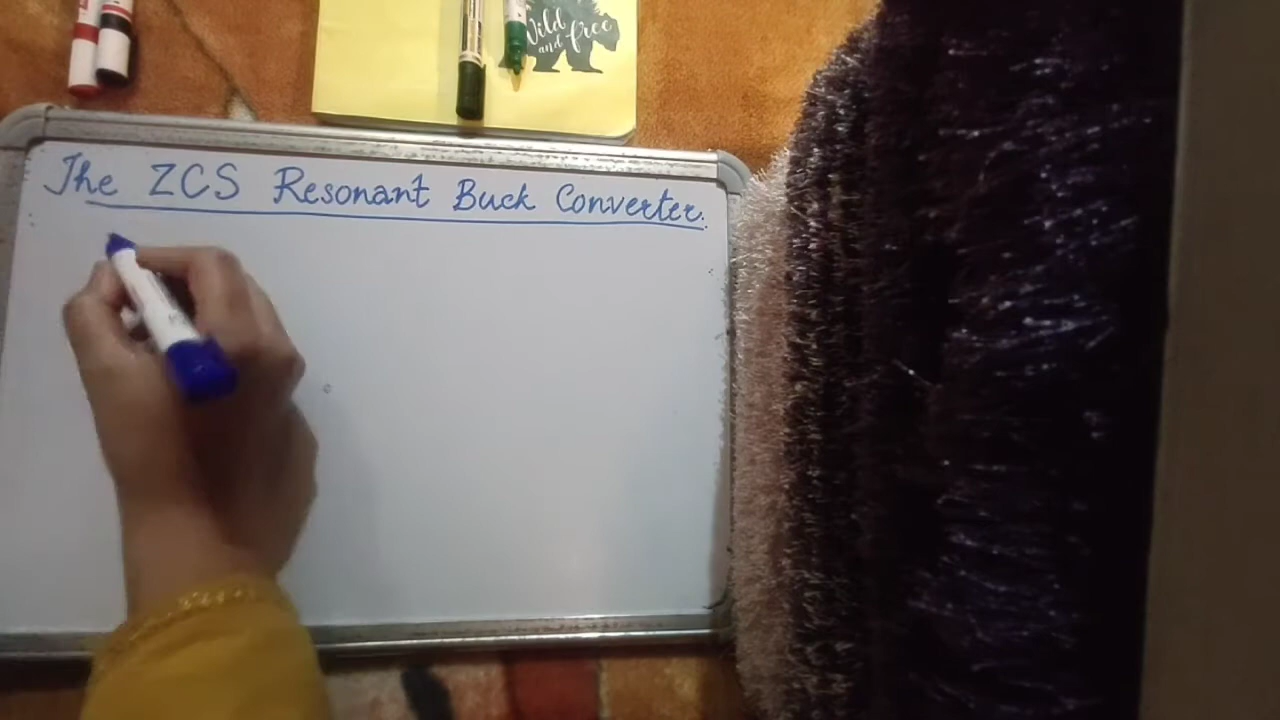 Wild
and free
The ZCS Resonant Buck Converter.